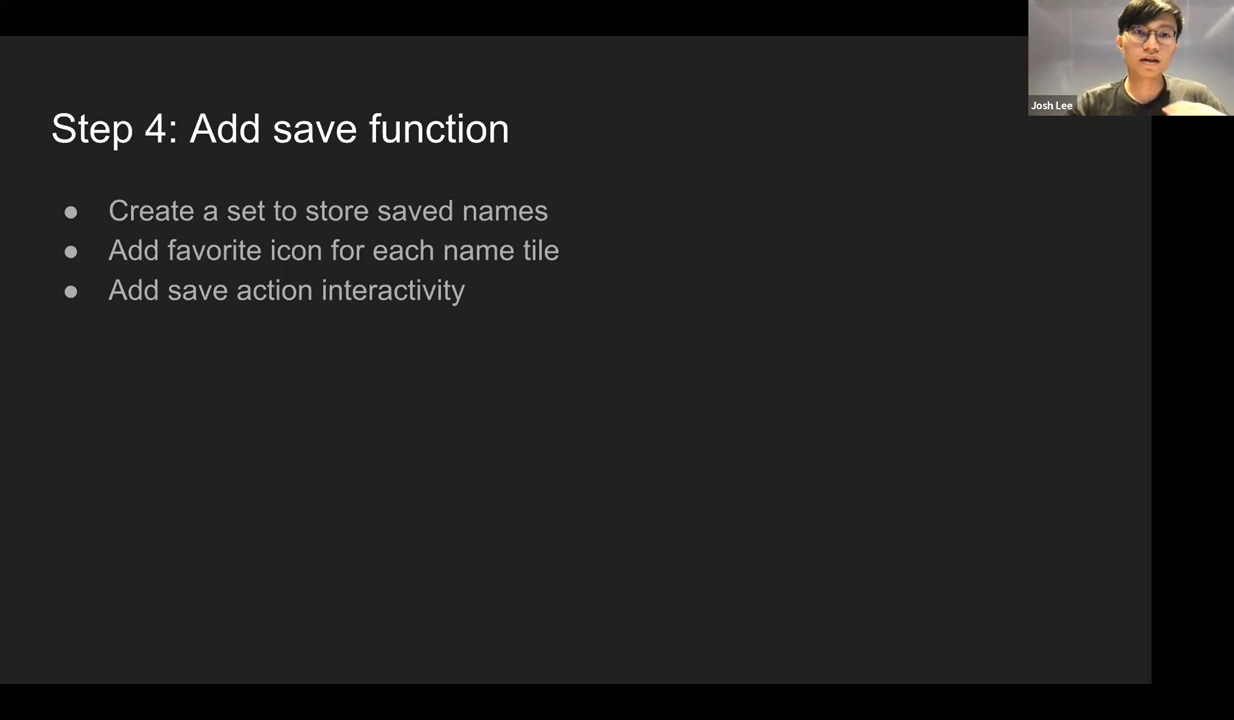 Step 4: Add save function
● Create a set to store saved names
● Add favorite icon for each name tile
● Add save action interactivity
Josh Lee